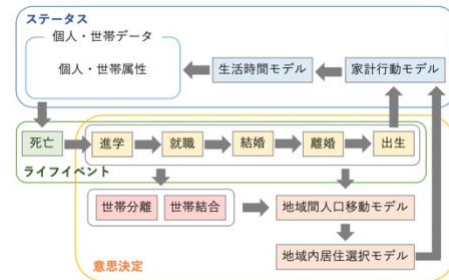 ステータス
個人・世帯データ
個人・世帯属性
生活時間モデル
家計行動モデル
死亡
進学
就職
結婚
離婚
出生
ライフイベント
世帯分離
世帯結合
地域間人口移動モデル
地域内居住選択モデル
意思決定